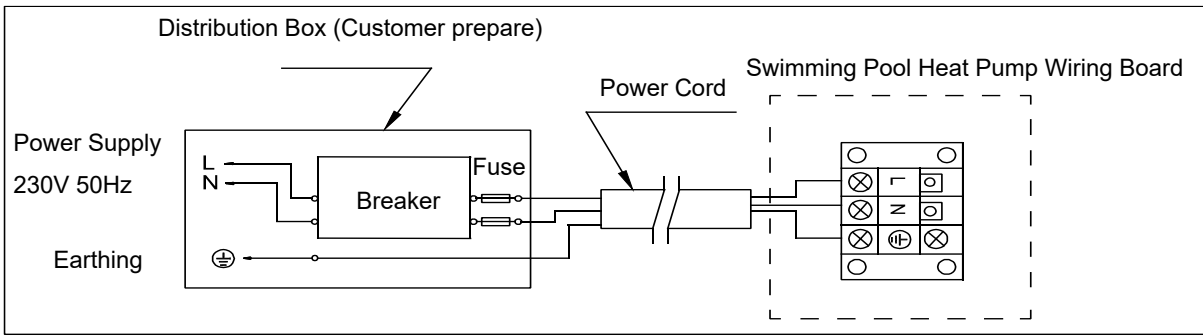 Distribution Box (Customer prepare)
Swimming Pool Heat Pump Wiring Board
Power Cord
Power Supply
230V 50Hz
L
N
Fuse
Breaker
Earthing
L
N